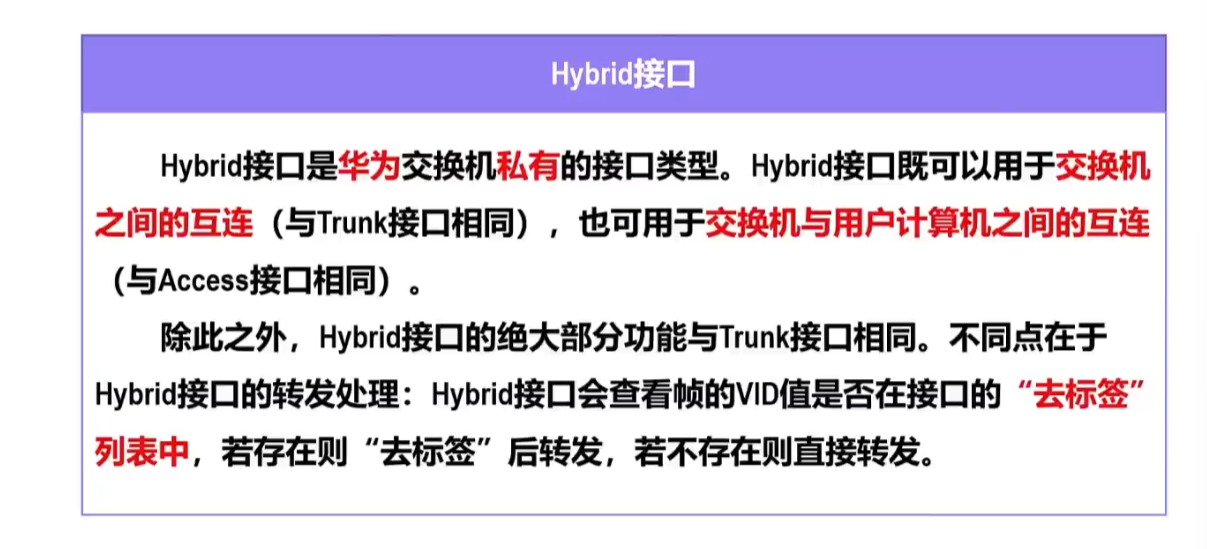 Hybrid接口
Hybrid接口是华为交换机私有的接口类型。Hybrid接口既可以用于交换机
之间的互连（与Trunk接口相同），也可用于交换机与用户计算机之间的互连
（与Access接口相同）。
除此之外，Hybrid接口的绝大部分功能与Trunk接口相同。不同点在于
Hybrid接口的转发处理：Hybrid接口会查看帧的VID值是否在接口的“去标签”
列表中，若存在则“去标签”后转发，若不存在则直接转发。